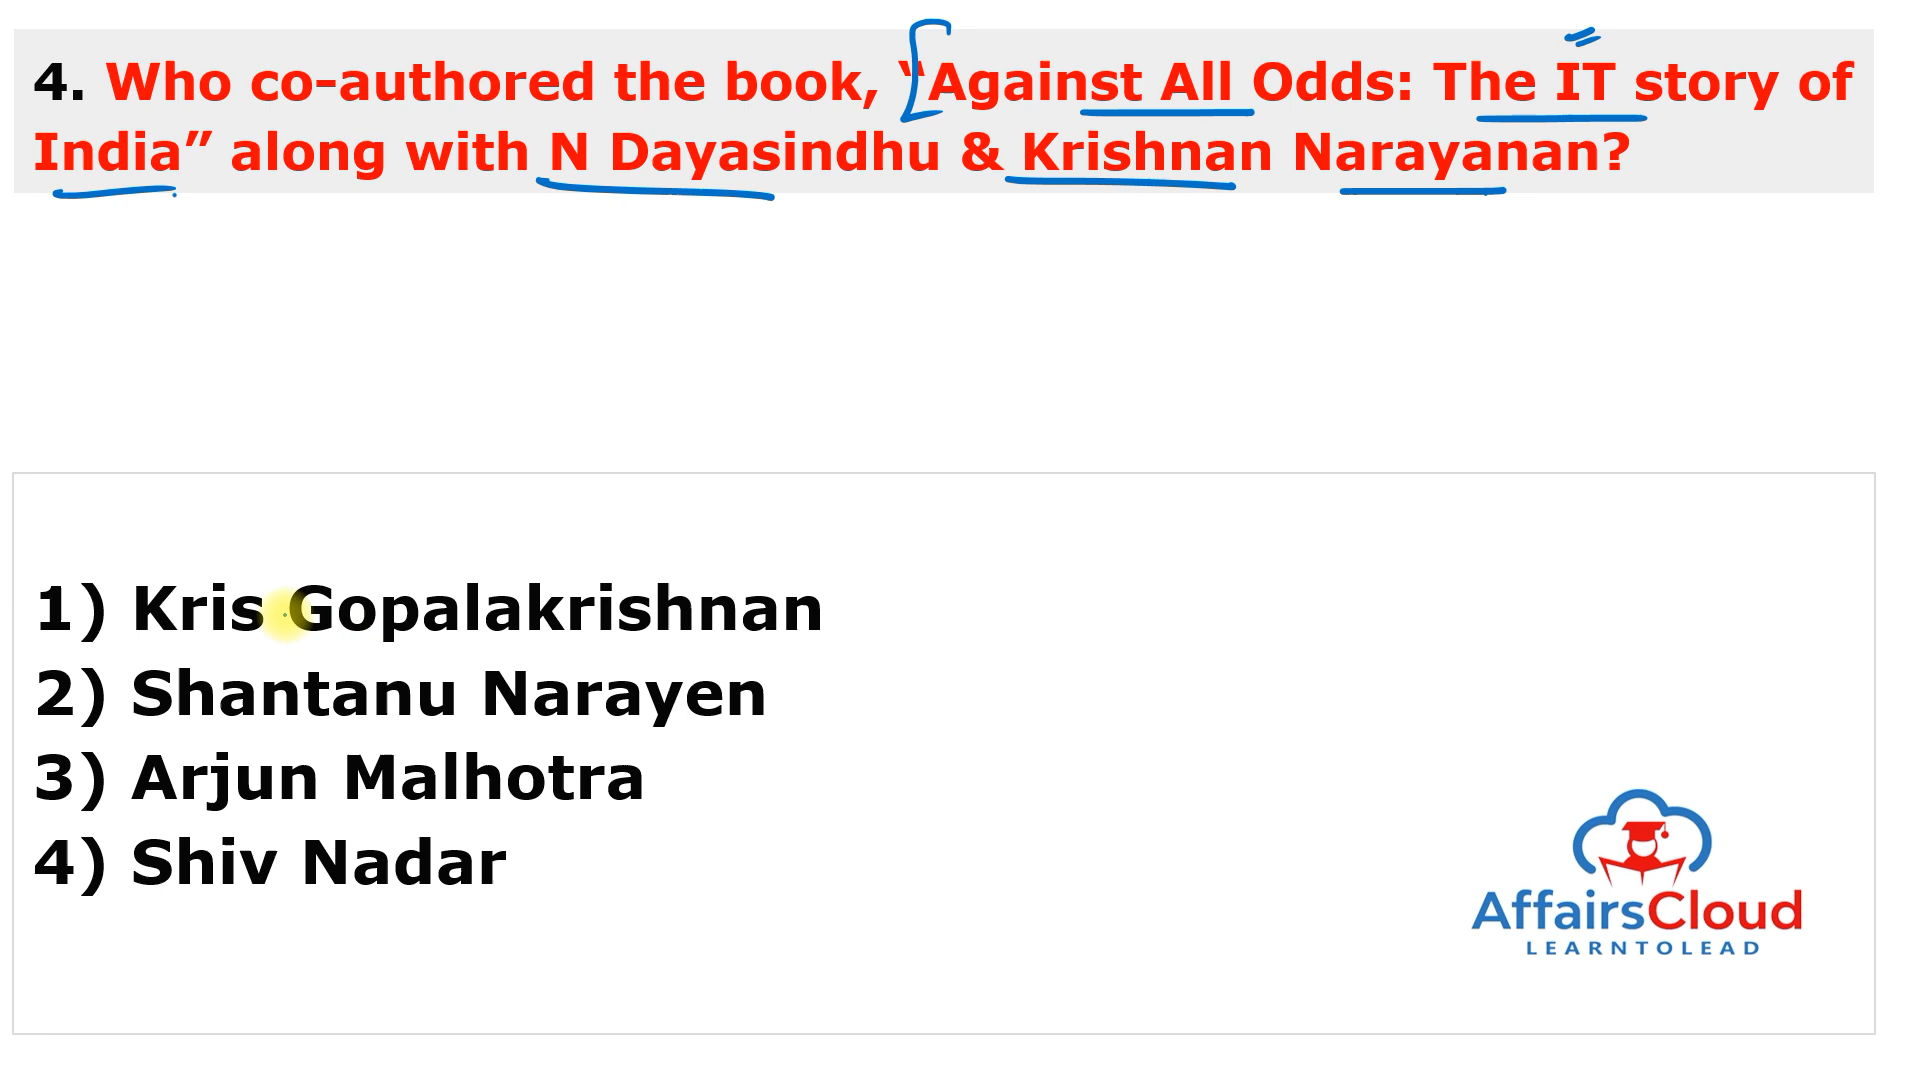 4. Who co-authored the book, “Against All Odds: The IT story of
India” along with N Dayasindhu & Krishnan Narayanan?
1) Kris Gopalakrishnan
2) Shantanu Narayen
3) Arjun Malhotra
4) Shiv Nadar
AffairsCloud
LEARNTOLEAD